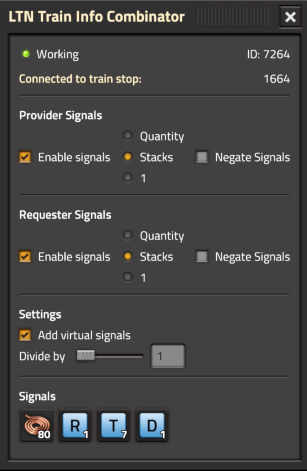 LTN Train Info Combinator
Working ID: 7264
Connected to train stop: 1664
Provider Signals
Quantity
Enable signals Stacks Negate Signals
1
Requester Signals
Quantity
Enable signals Stacks Negate Signals
1
Settings
Add virtual signals
Divide by 1
Signals
80 R 1 T 7 D 1